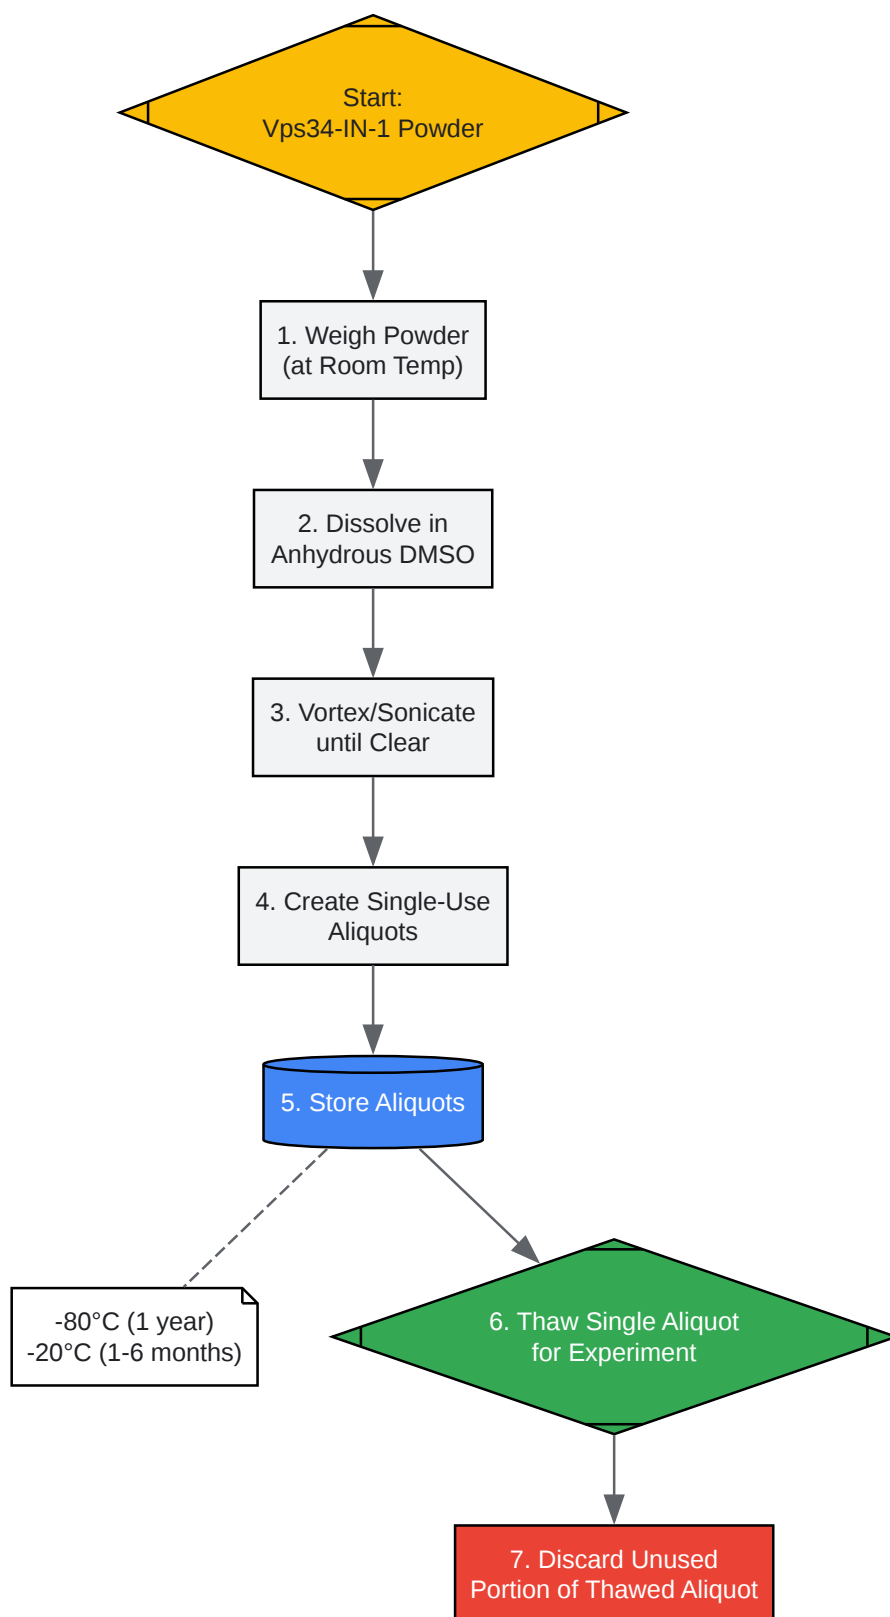 Start:
Vps34-IN-1 Powder
1. Weigh Powder
(at Room Temp)
2. Dissolve in
Anhydrous DMSO
3. Vortex/Sonicate
until Clear
4. Create Single-Use
Aliquots
5. Store Aliquots
-80°C (1 year)
-20°C (1-6 months)
6. Thaw Single Aliquot
for Experiment
7. Discard Unused
Portion of Thawed Aliquot